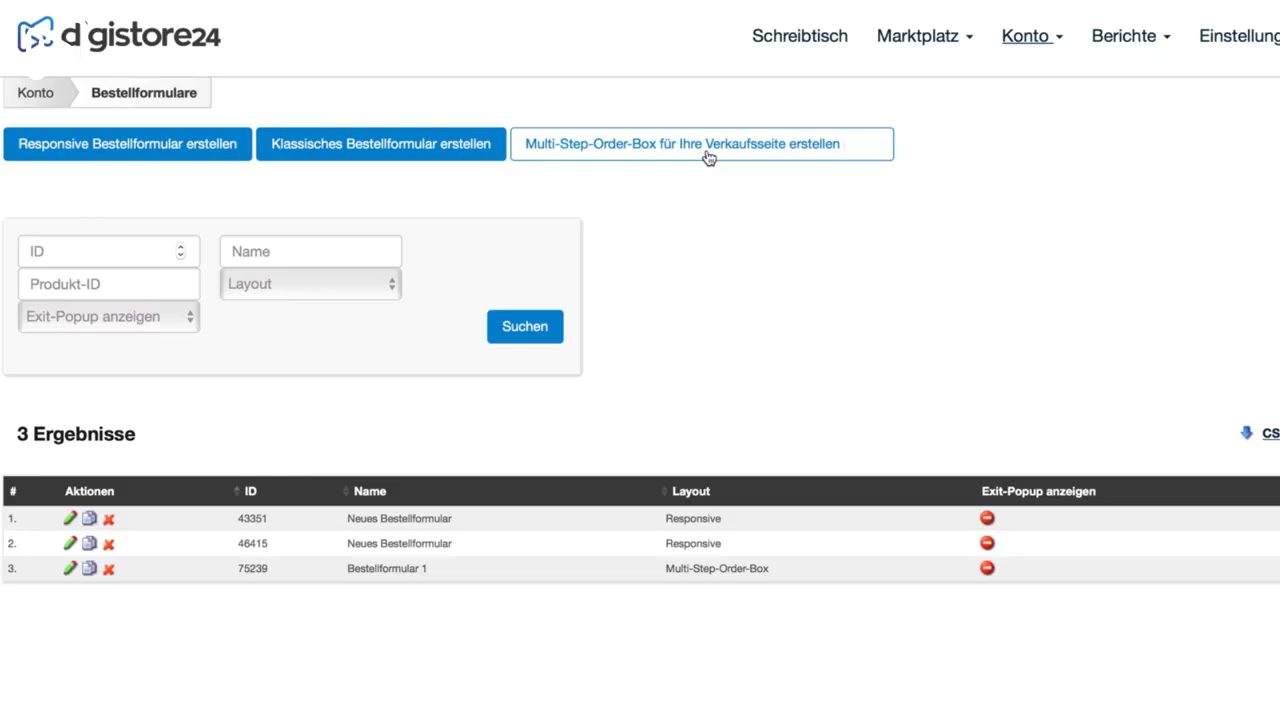 digistore24
Schreibtisch Marktplatz Konto Berichte Einstellung
Konto Bestellformulare
Responsive Bestellformular erstellen Klassisches Bestellformular erstellen Multi-Step-Order-Box für Ihre Verkaufsseite erstellen
ID Name
Produkt-ID Layout
Exit-Popup anzeigen
Suchen
3 Ergebnisse CS
# Aktionen ID Name Layout Exit-Popup anzeigen
1. 43351 Neues Bestellformular Responsive
2. 46415 Neues Bestellformular Responsive
3. 75239 Bestellformular 1 Multi-Step-Order-Box